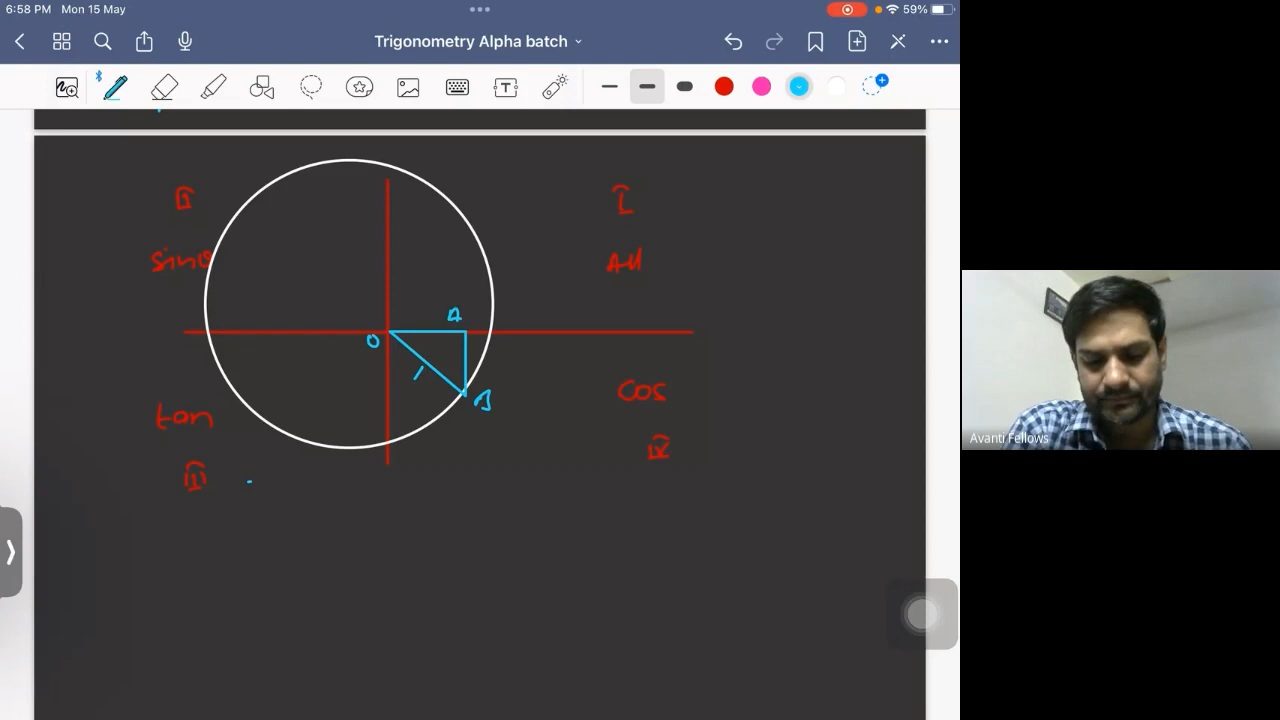 6:58 PM Mon 15 May
59%
Trigonometry Alpha batch
T
II
I
sinθ
All
A
O
1
B
tan
cos
III
IV
Avanti Fellows